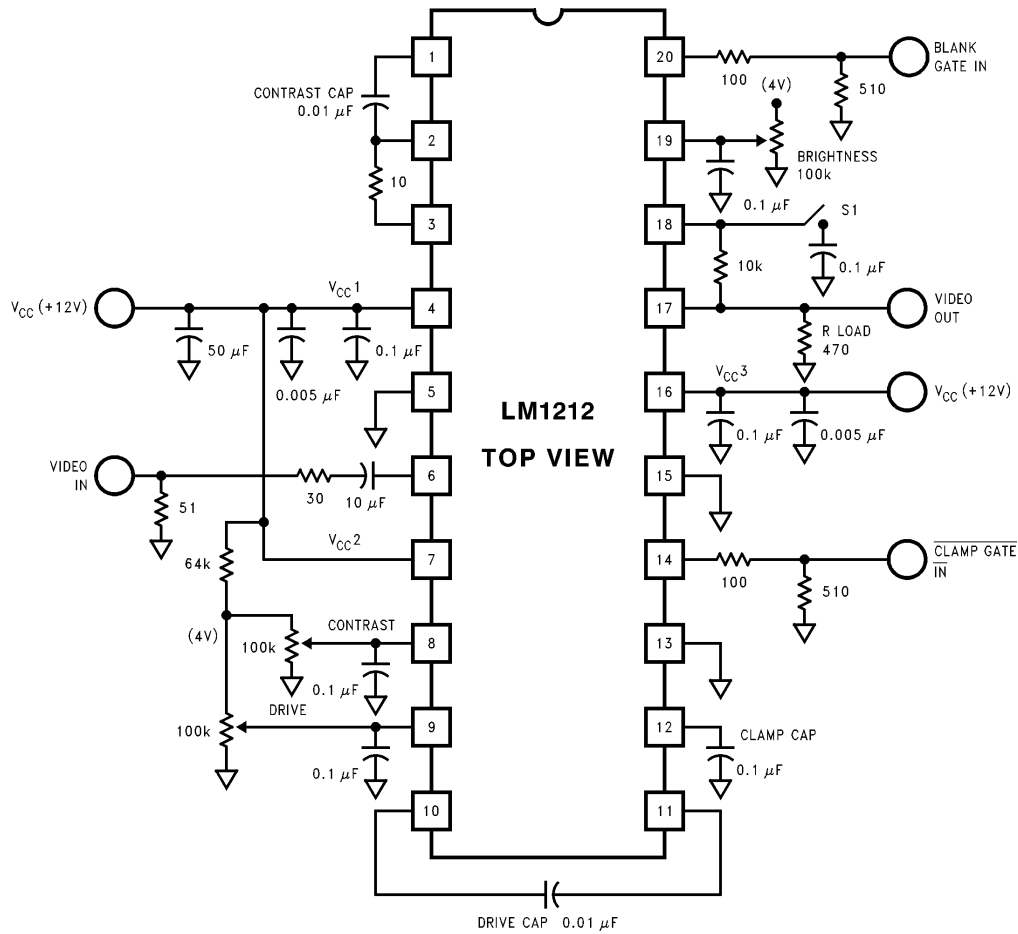 1
CONTRAST CAP
0.01 µF
2
10
3
V_CC (+12V)
V_CC 1
4
50 µF
0.005 µF
0.1 µF
5
VIDEO
IN
51
30
10 µF
6
64k
V_CC 2
7
(4V)
100k
CONTRAST
8
0.1 µF
DRIVE
100k
9
0.1 µF
10
DRIVE CAP 0.01 µF
LM1212
TOP VIEW
20
100
510
BLANK
GATE IN
(4V)
19
BRIGHTNESS
100k
0.1 µF
18
S1
0.1 µF
10k
17
VIDEO
OUT
R LOAD
470
16
V_CC 3
V_CC (+12V)
0.1 µF
0.005 µF
15
14
100
510
CLAMP GATE
IN
13
12
CLAMP CAP
0.1 µF
11